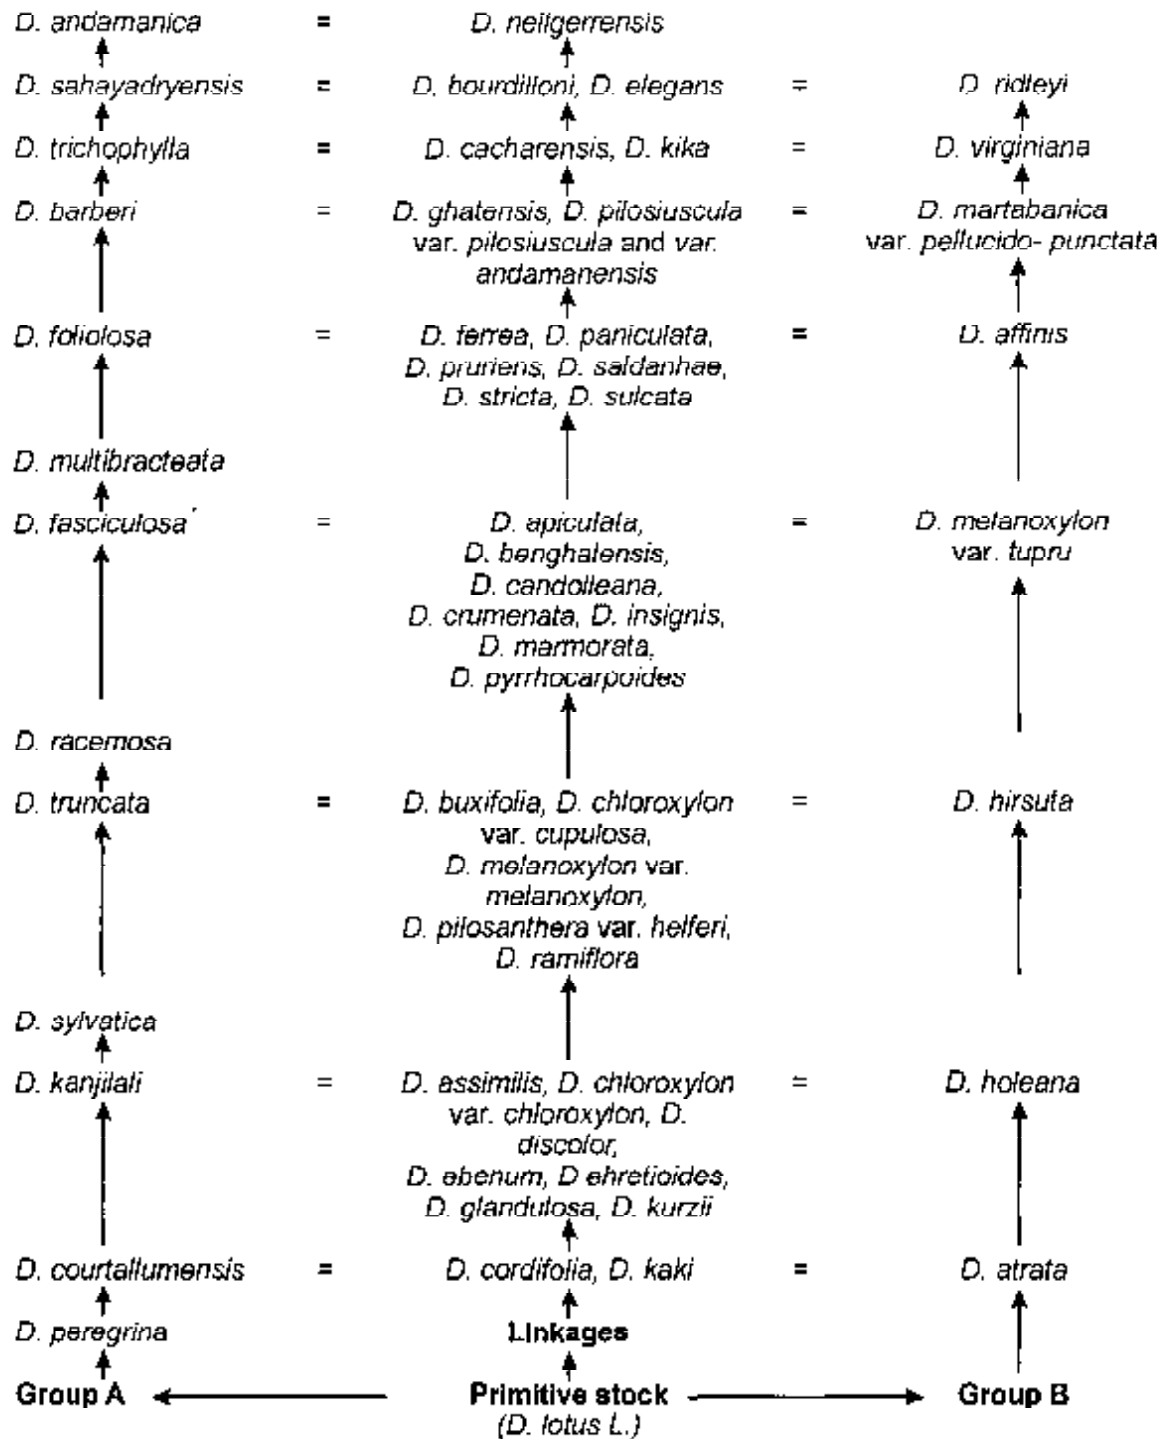 D. andamanica = D. neilgerrensis
D. sahayadryensis = D. bourdilloni, D. elegans = D. ridleyi
D. trichophylla = D. cacharensis, D. kika = D. virginiana
D. barberi = D. ghatensis, D. pilosiuscula = D. martabanica
var. pilosiuscula and var. var. pellucido- punctata
andamanensis
D. foliolosa = D. ferrea, D. paniculata, = D. affinis
D. pruriens, D. saldanhae,
D. stricta, D. sulcata
D. multibracteata
D. fasciculosa = D. apiculata, = D. melanoxylon
D. benghalensis, var. tupru
D. candolleana,
D. crumenata, D. insignis,
D. marmorata,
D. pyrrhocarpoides
D. racemosa
D. truncata = D. buxifolia, D. chloroxylon = D. hirsuta
var. cupulosa,
D. melanoxylon var.
melanoxylon,
D. pilosanthera var. helferi,
D. ramiflora
D. sylvatica
D. kanjilali = D. assimilis, D. chloroxylon = D. holeana
var. chloroxylon, D.
discolor,
D. ebenum, D ehretioides,
D. glandulosa, D. kurzii
D. courtallumensis = D. cordifolia, D. kaki = D. atrata
D. peregrina Linkages
Group A Primitive stock Group B
(D. lotus L.)